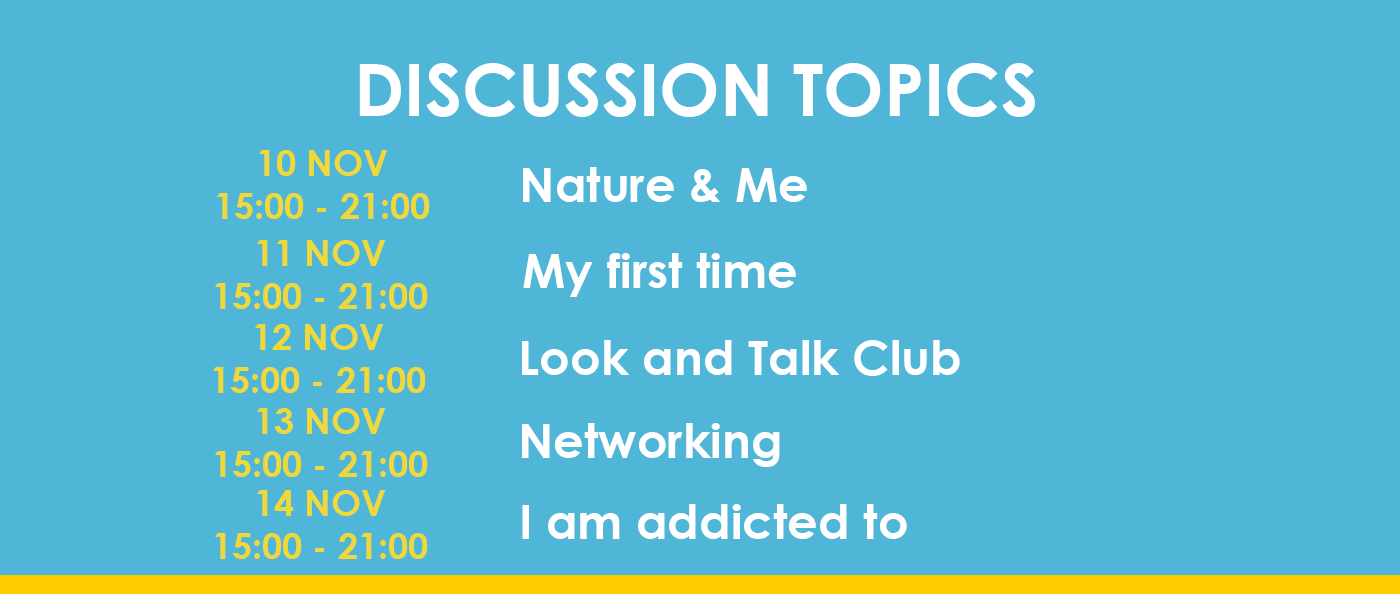 DISCUSSION TOPICS
10 NOV
15:00 - 21:00
Nature & Me
11 NOV
15:00 - 21:00
My first time
12 NOV
15:00 - 21:00
Look and Talk Club
13 NOV
15:00 - 21:00
Networking
14 NOV
15:00 - 21:00
I am addicted to